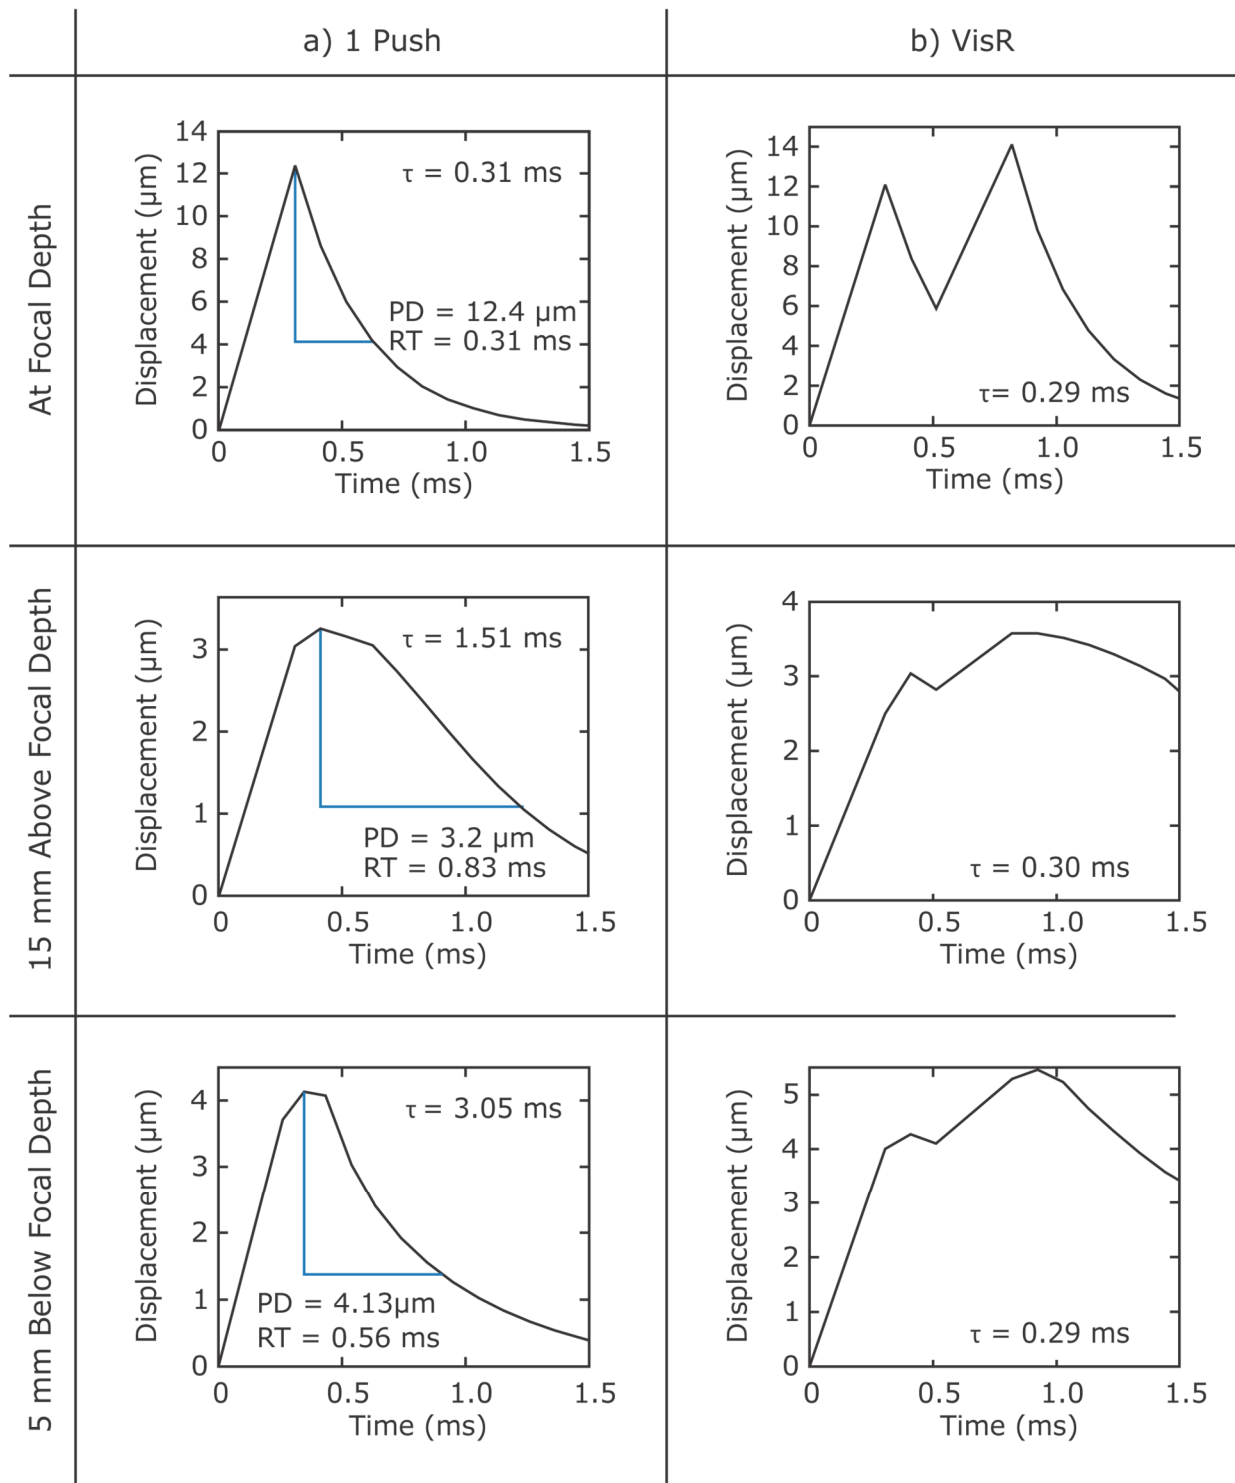 a) 1 Push
b) VisR
At Focal Depth
Displacement (µm)
14
12
10
8
6
4
2
0
τ = 0.31 ms
PD = 12.4 µm
RT = 0.31 ms
0 0.5 1.0 1.5
Time (ms)
Displacement (µm)
14
12
10
8
6
4
2
0
τ= 0.29 ms
0 0.5 1.0 1.5
Time (ms)
15 mm Above Focal Depth
Displacement (µm)
3
2
1
0
τ = 1.51 ms
PD = 3.2 µm
RT = 0.83 ms
0 0.5 1.0 1.5
Time (ms)
Displacement (µm)
4
3
2
1
0
τ = 0.30 ms
0 0.5 1.0 1.5
Time (ms)
5 mm Below Focal Depth
Displacement (µm)
4
3
2
1
0
τ = 3.05 ms
PD = 4.13µm
RT = 0.56 ms
0 0.5 1.0 1.5
Time (ms)
Displacement (µm)
5
4
3
2
1
0
τ = 0.29 ms
0 0.5 1.0 1.5
Time (ms)